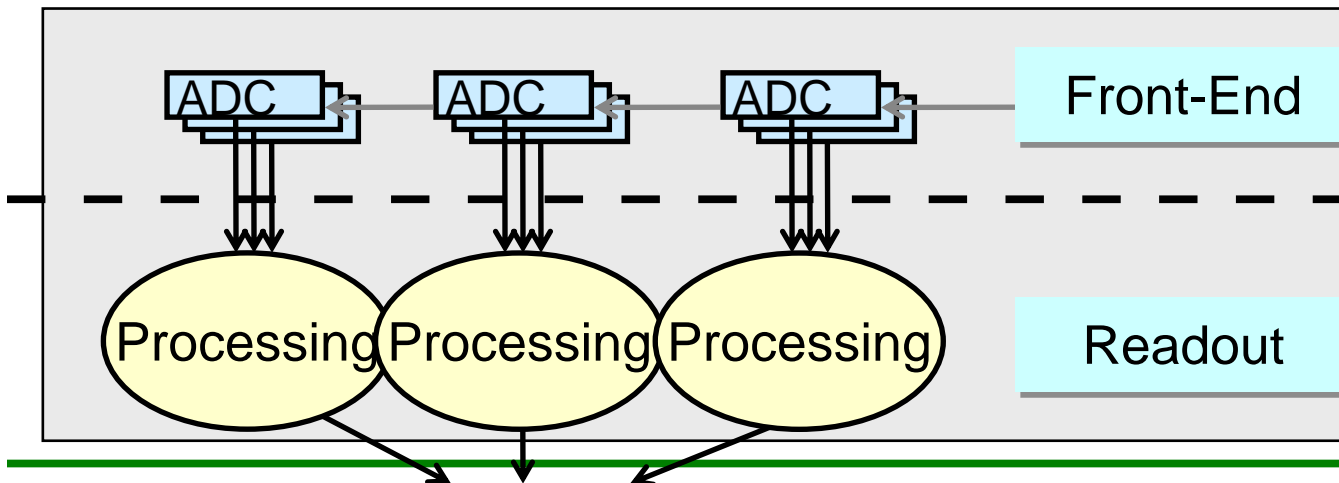 ADC ADC ADC Front-End
Processing Processing Processing Readout